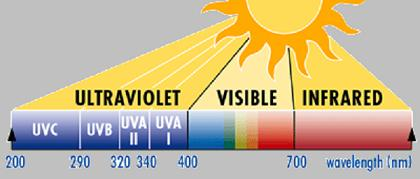 ULTRAVIOLET VISIBLE INFRARED
UVC UVB UVA II UVA I
200 290 320 340 400 700 wavelength (nm)